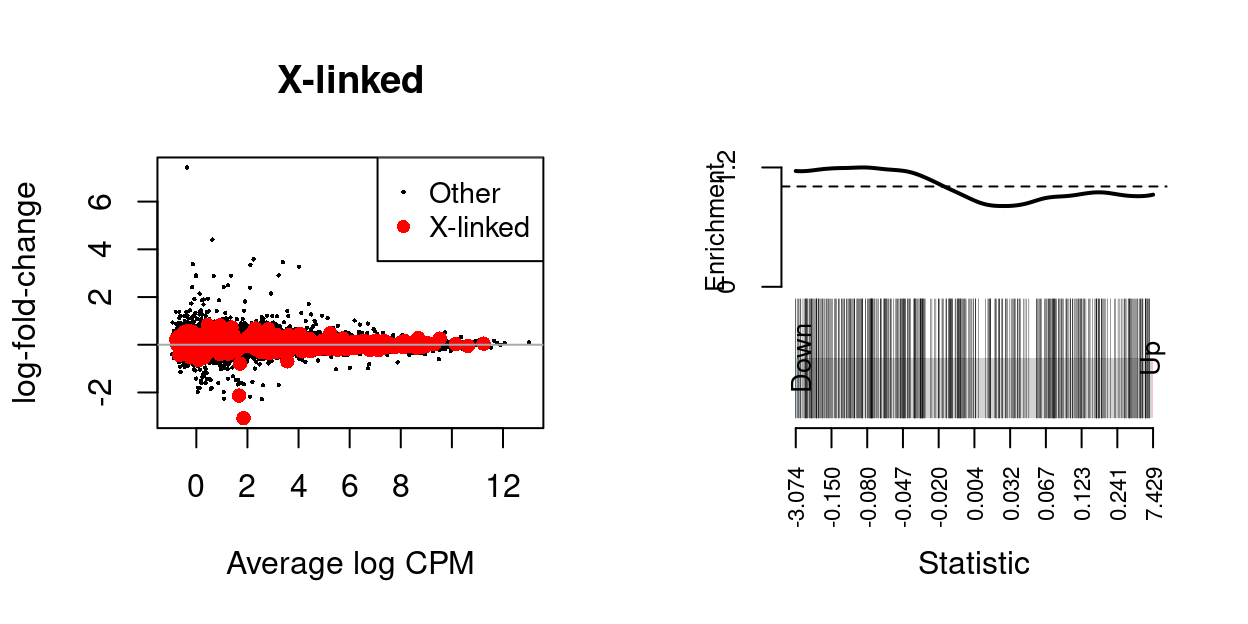 X-linked
log-fold-change
6
4
2
-2
Other
X-linked
0 2 4 6 8 12
Average log CPM
Enrichment
1.2
0
Down
Up
-3.074 -0.150 -0.080 -0.047 -0.020 0.004 0.032 0.067 0.123 0.241 7.429
Statistic